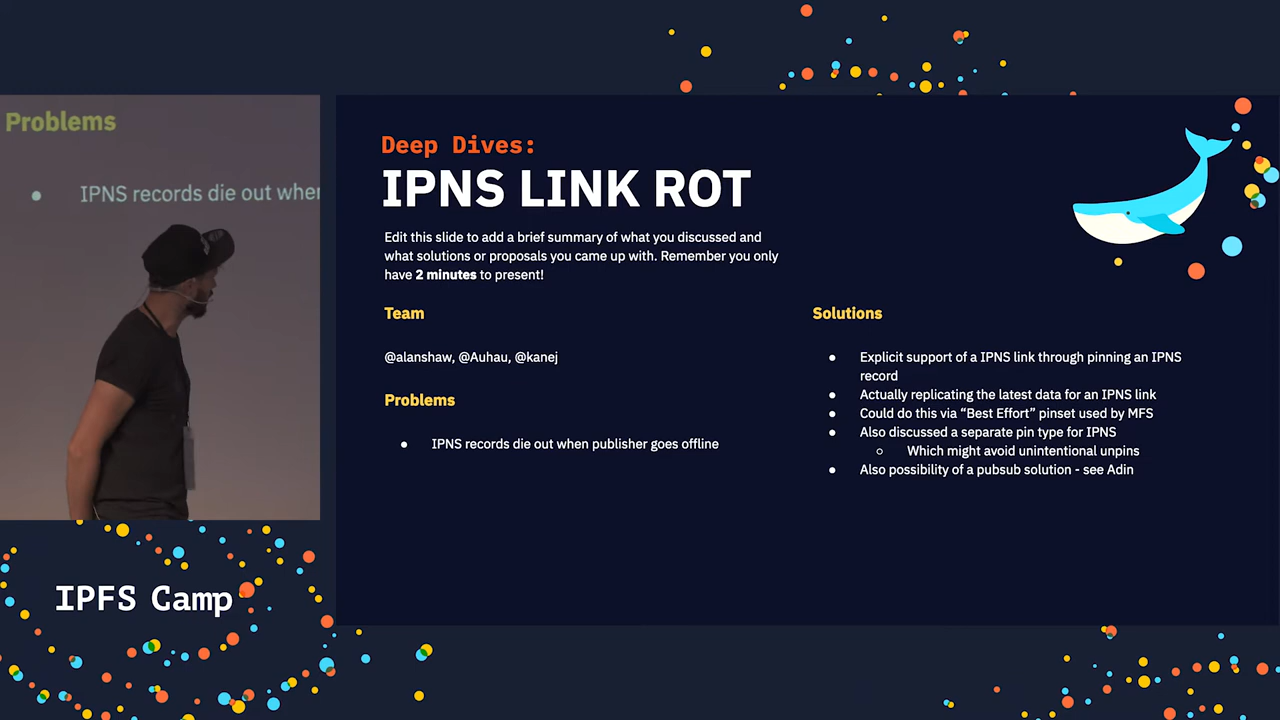 Problems
● IPNS records die out when
Deep Dives:
IPNS LINK ROT
Edit this slide to add a brief summary of what you discussed and
what solutions or proposals you came up with. Remember you only
have 2 minutes to present!
Team
@alanshaw, @Auhau, @kanej
Problems
● IPNS records die out when publisher goes offline
Solutions
● Explicit support of a IPNS link through pinning an IPNS
record
● Actually replicating the latest data for an IPNS link
● Could do this via “Best Effort” pinset used by MFS
● Also discussed a separate pin type for IPNS
○ Which might avoid unintentional unpins
● Also possibility of a pubsub solution - see Adin
IPFS Camp